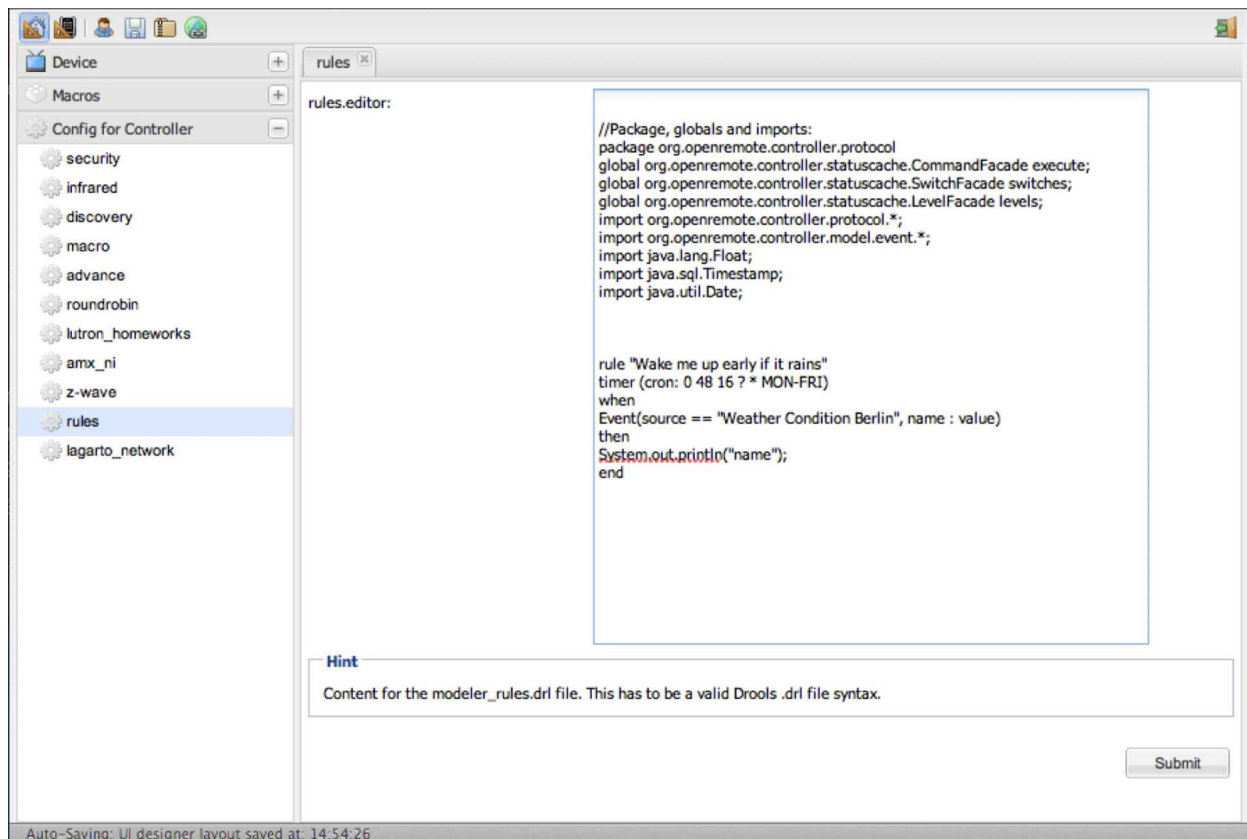 Device
Macros
Config for Controller
security
infrared
discovery
macro
advance
roundrobin
lutron_homeworks
amx_ni
z-wave
rules
lagarto_network
rules
rules.editor:
//Package, globals and imports:
package org.openremote.controller.protocol
global org.openremote.controller.statuscache.CommandFacade execute;
global org.openremote.controller.statuscache.SwitchFacade switches;
global org.openremote.controller.statuscache.LevelFacade levels;
import org.openremote.controller.protocol.*;
import org.openremote.controller.model.event.*;
import java.lang.Float;
import java.sql.Timestamp;
import java.util.Date;
rule "Wake me up early if it rains"
timer (cron: 0 48 16 ? * MON-FRI)
when
Event(source == "Weather Condition Berlin", name : value)
then
System.out.println("name");
end
Hint
Content for the modeler_rules.drl file. This has to be a valid Drools .drl file syntax.
Submit
Auto-Saving: UI designer layout saved at: 14:54:26